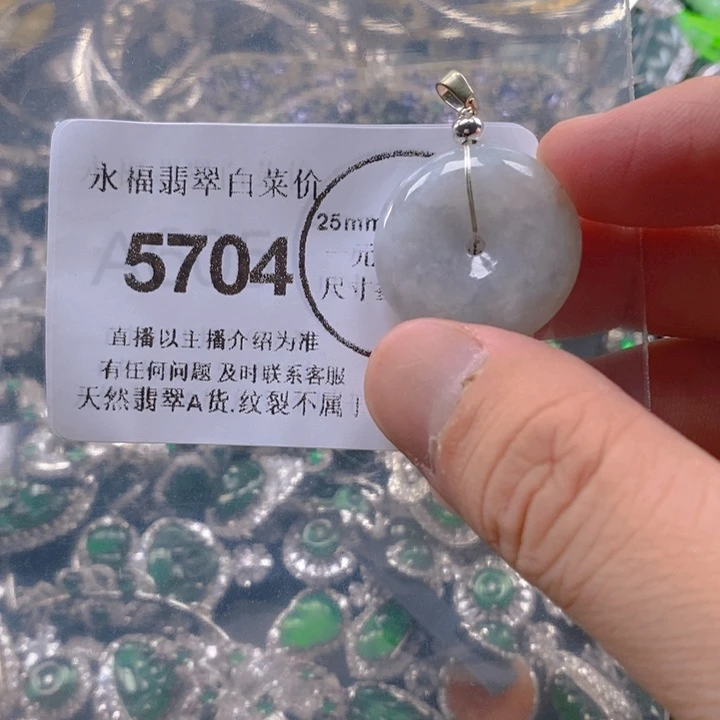 永福翡翠白菜价
5704
25mm
一元
尺寸
直播以主播介绍为准
有任何问题 及时联系客服
天然翡翠A货.纹裂不属